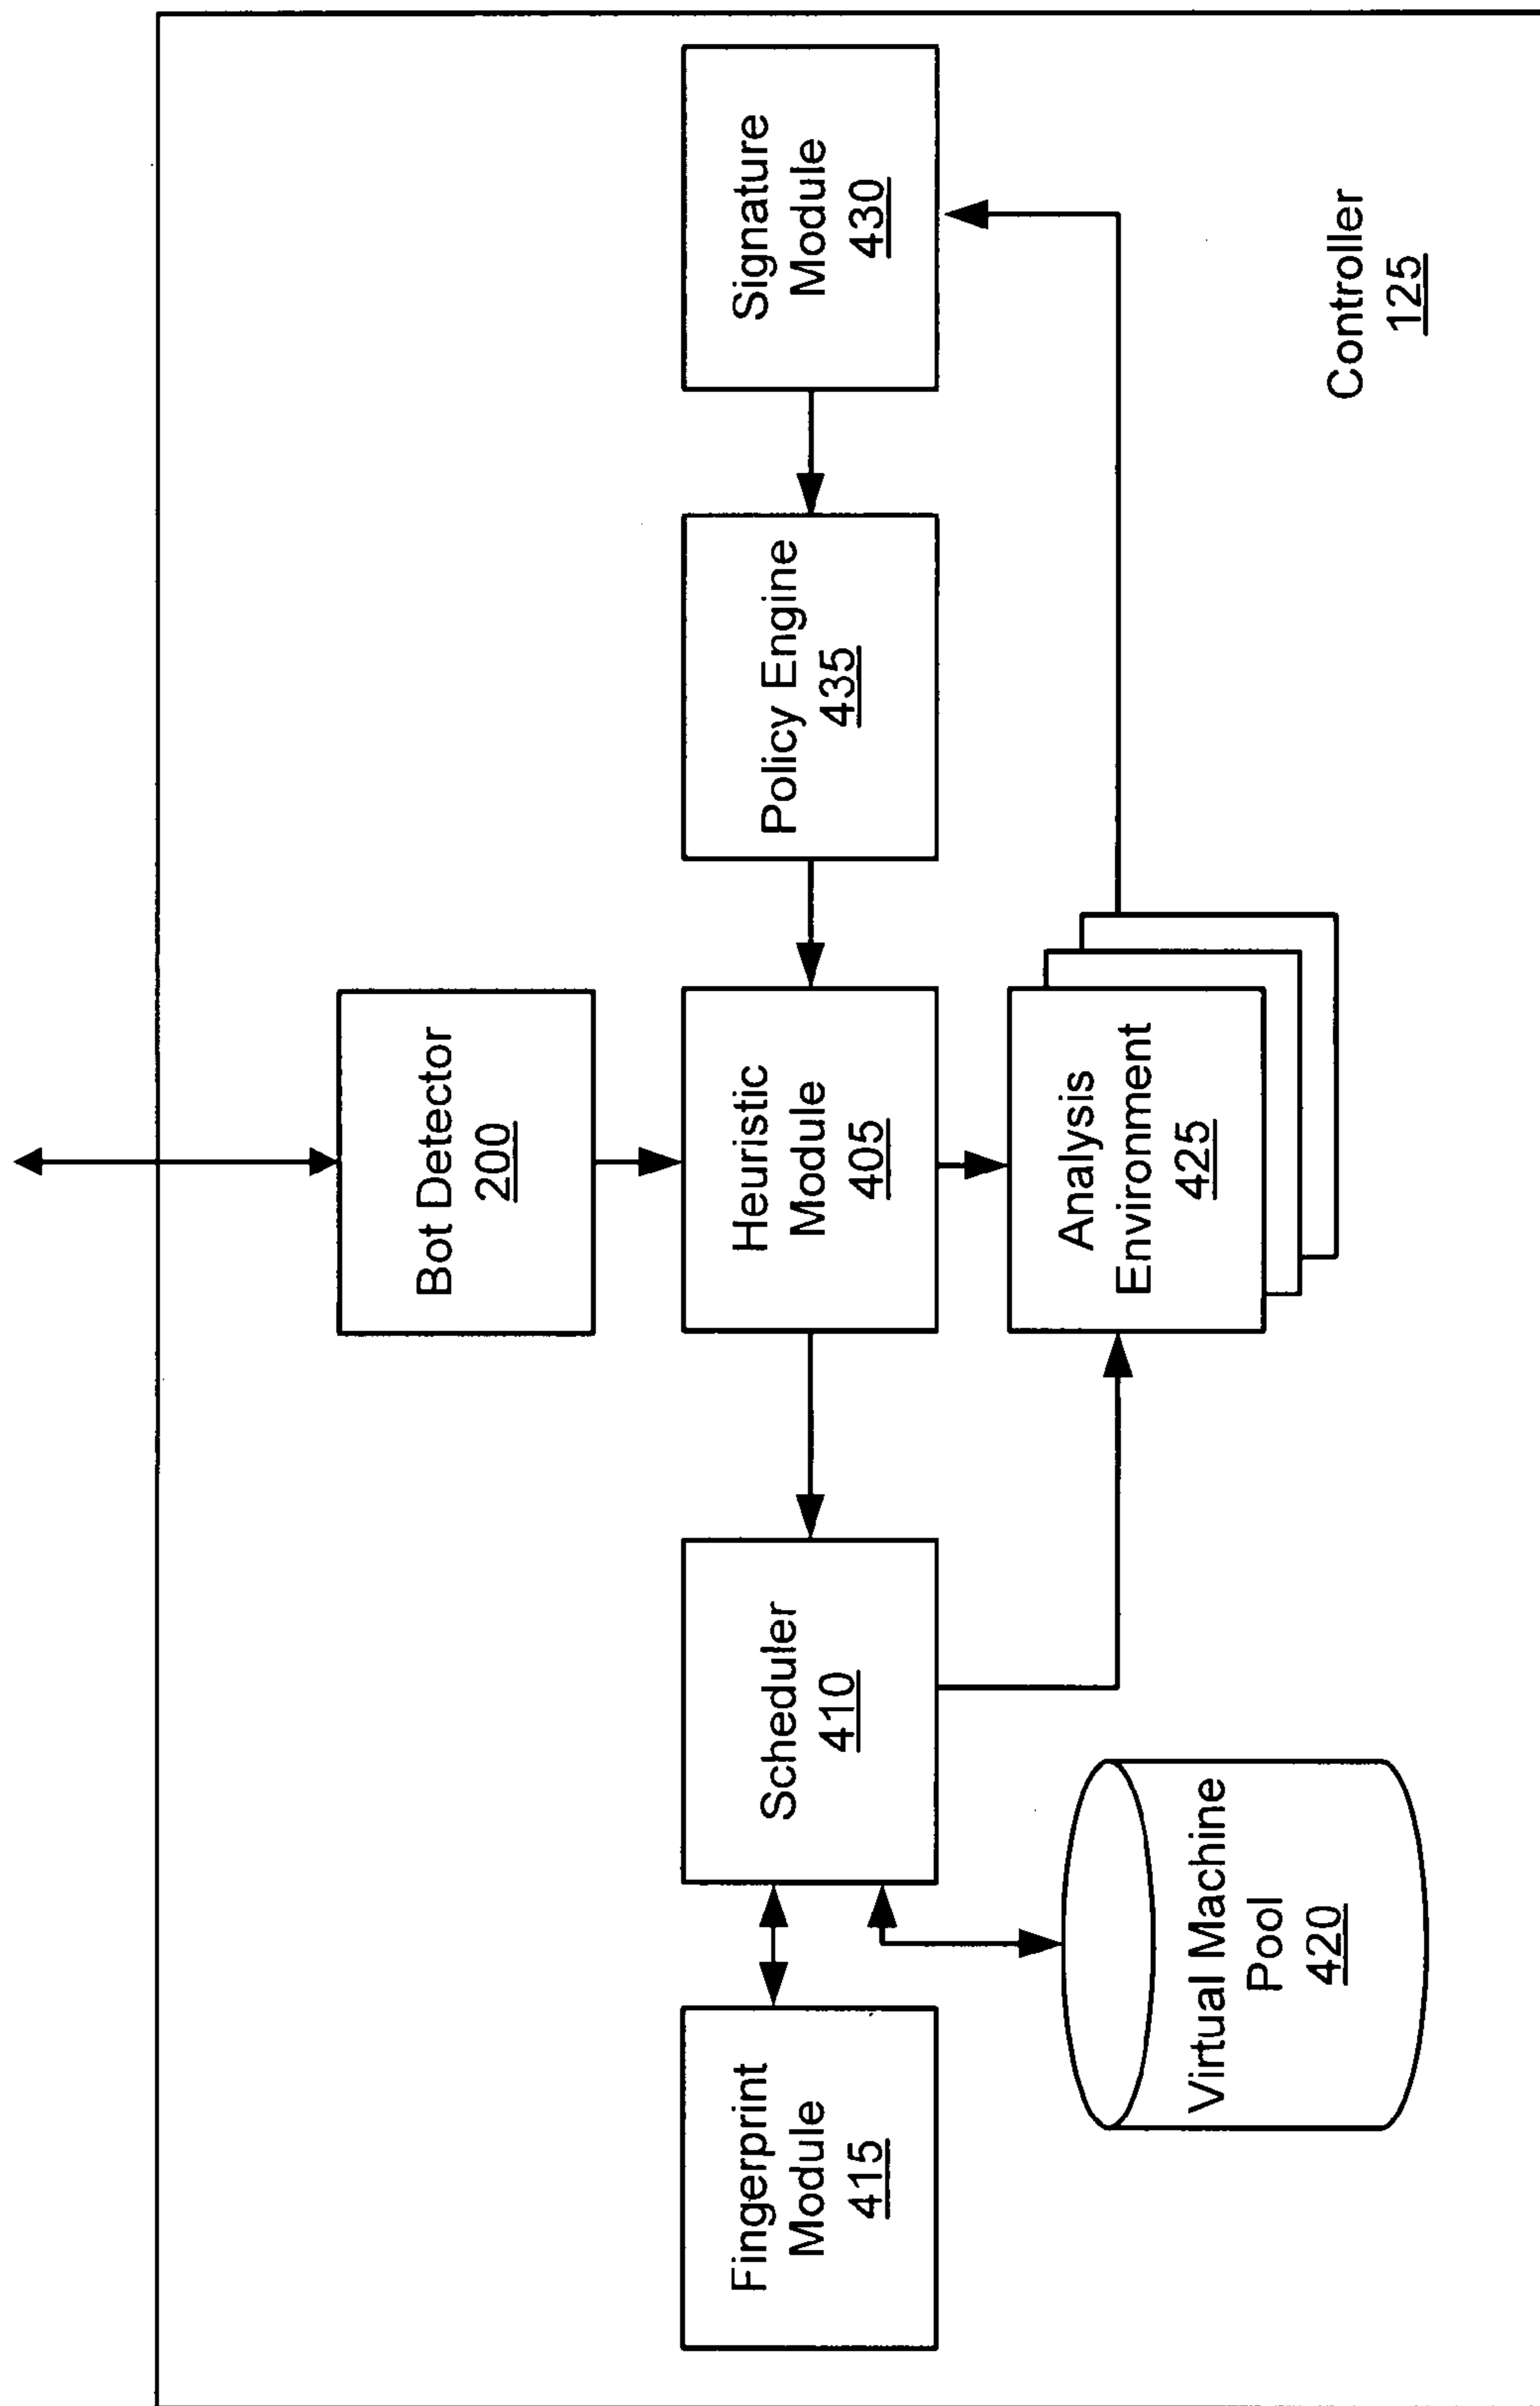 Bot Detector
200
Fingerprint
Module
415
Scheduler
410
Heuristic
Module
405
Policy Engine
435
Signature
Module
430
Virtual Machine
Pool
420
Analysis
Environment
425
Controller
125